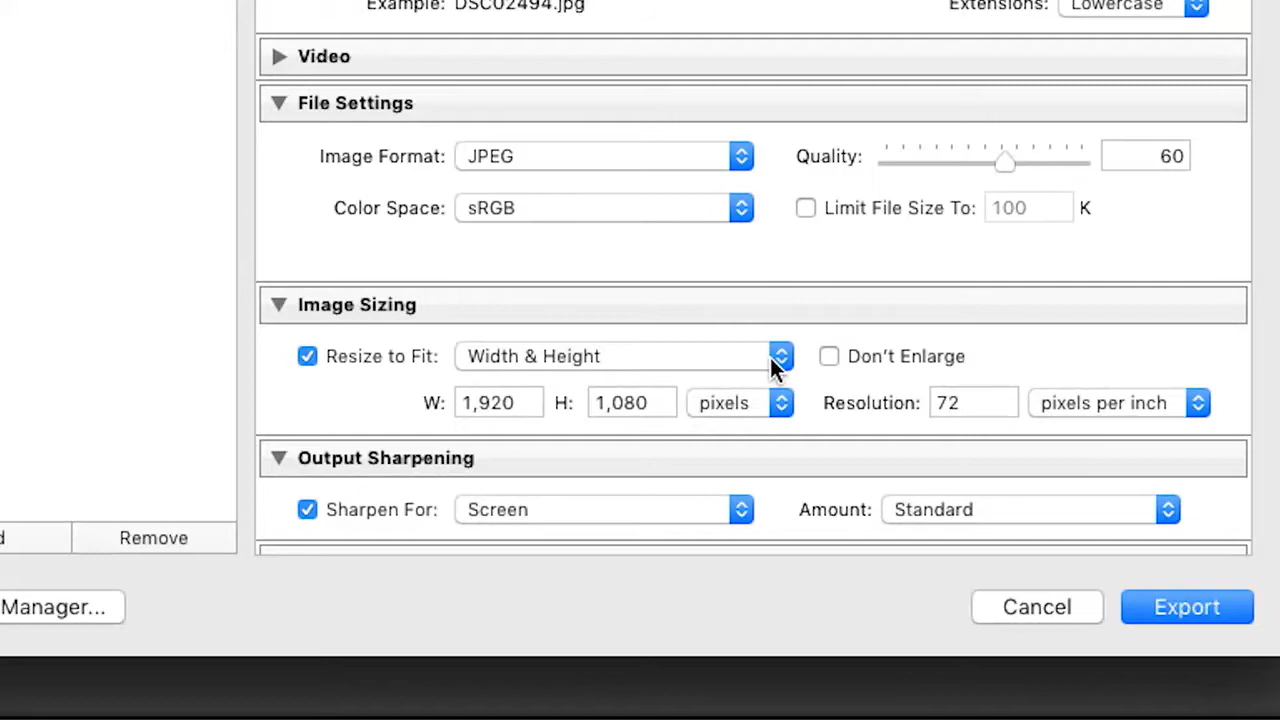 Example: DSC02494.jpg Extensions: Lowercase
Video
File Settings
Image Format: JPEG Quality: 60
Color Space: sRGB Limit File Size To: 100 K
Image Sizing
Resize to Fit: Width & Height Don't Enlarge
W: 1,920 H: 1,080 pixels Resolution: 72 pixels per inch
Output Sharpening
Sharpen For: Screen Amount: Standard
Remove
Manager... Cancel Export